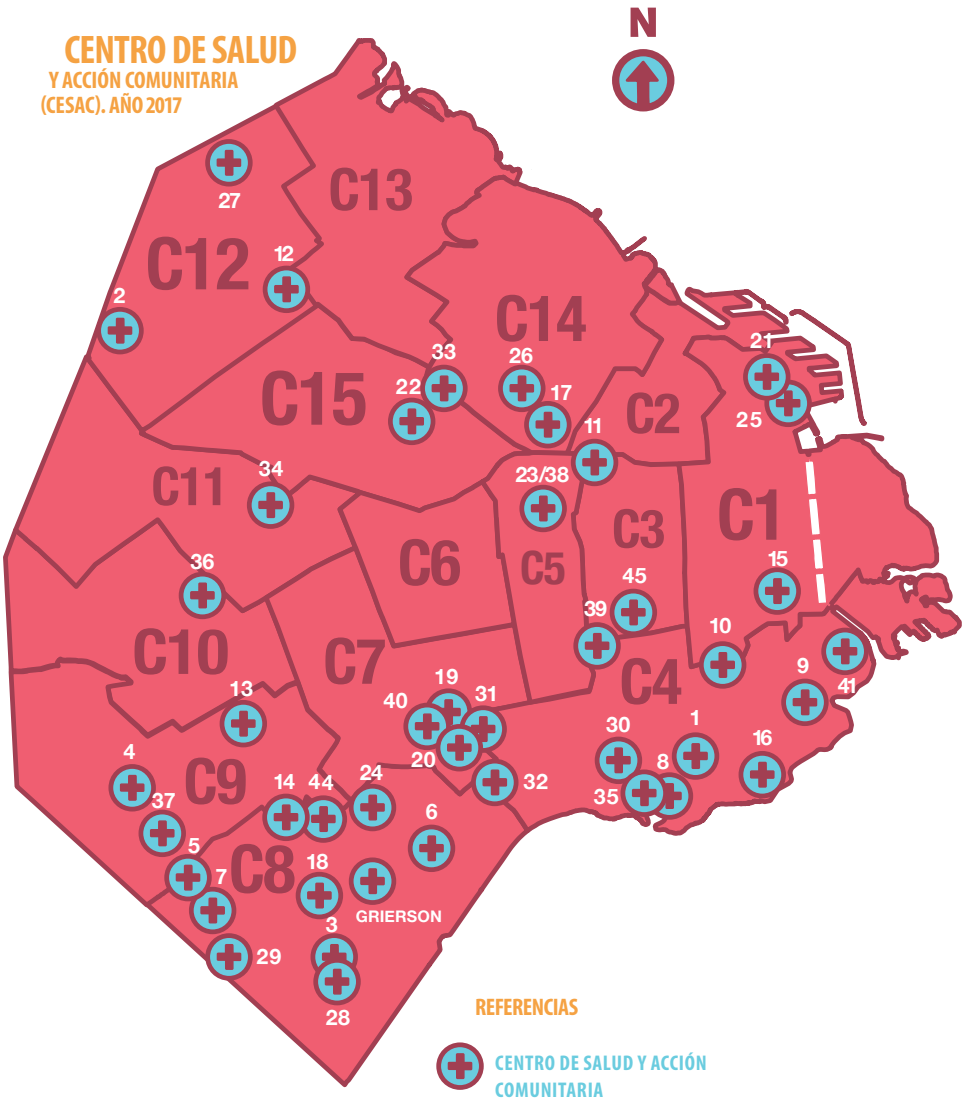 CENTRO DE SALUD
Y ACCIÓN COMUNITARIA
(CESAC). AÑO 2017
N
C13
27
C12
12
2
C14
21
33
26
C15
22
17
C2
25
11
34
23/38
C11
C3
C1
C6
C5
36
15
45
39
C10
C7
10
C4
9
19
41
13
40
31
30
1
20
16
4
8
C9
14
44
24
32
35
37
6
5
C8
18
7
GRIERSON
3
29
28
REFERENCIAS
CENTRO DE SALUD Y ACCIÓN
COMUNITARIA